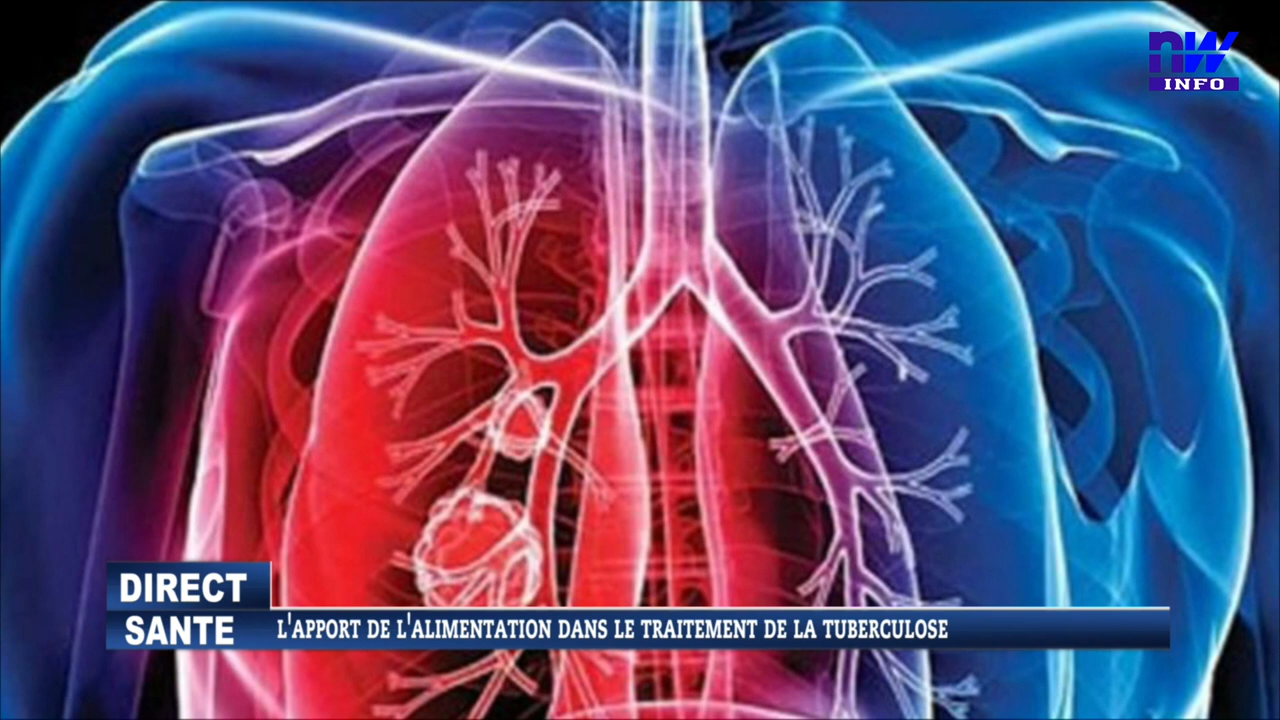 nw
INFO
DIRECT
SANTE
L'APPORT DE L'ALIMENTATION DANS LE TRAITEMENT DE LA TUBERCULOSE